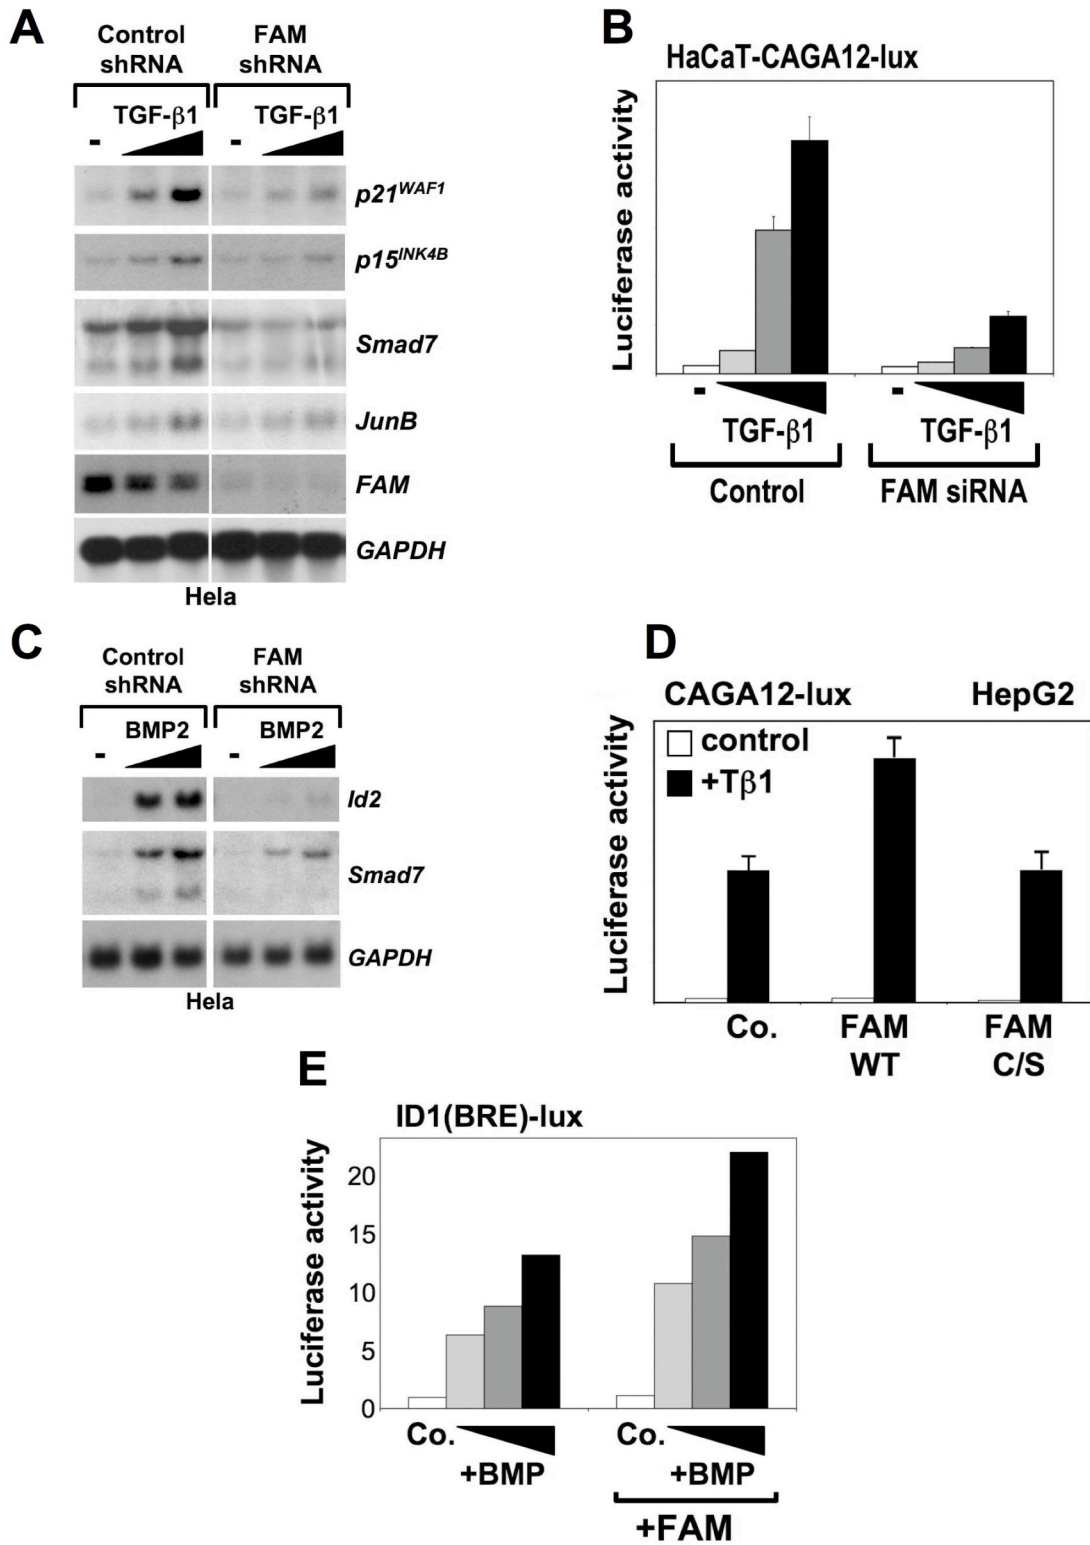 A
Control shRNA
FAM shRNA
TGF-β1
TGF-β1
-
-
p21WAF1
p15INK4B
Smad7
JunB
FAM
GAPDH
Hela
B
HaCaT-CAGA12-lux
Luciferase activity
-
-
TGF-β1
TGF-β1
Control
FAM siRNA
C
Control shRNA
FAM shRNA
BMP2
BMP2
-
-
Id2
Smad7
GAPDH
Hela
D
CAGA12-lux
HepG2
control
+Tβ1
Luciferase activity
Co.
FAM WT
FAM C/S
E
ID1(BRE)-lux
Luciferase activity
20
15
10
5
0
Co.
+BMP
Co.
+BMP
+FAM